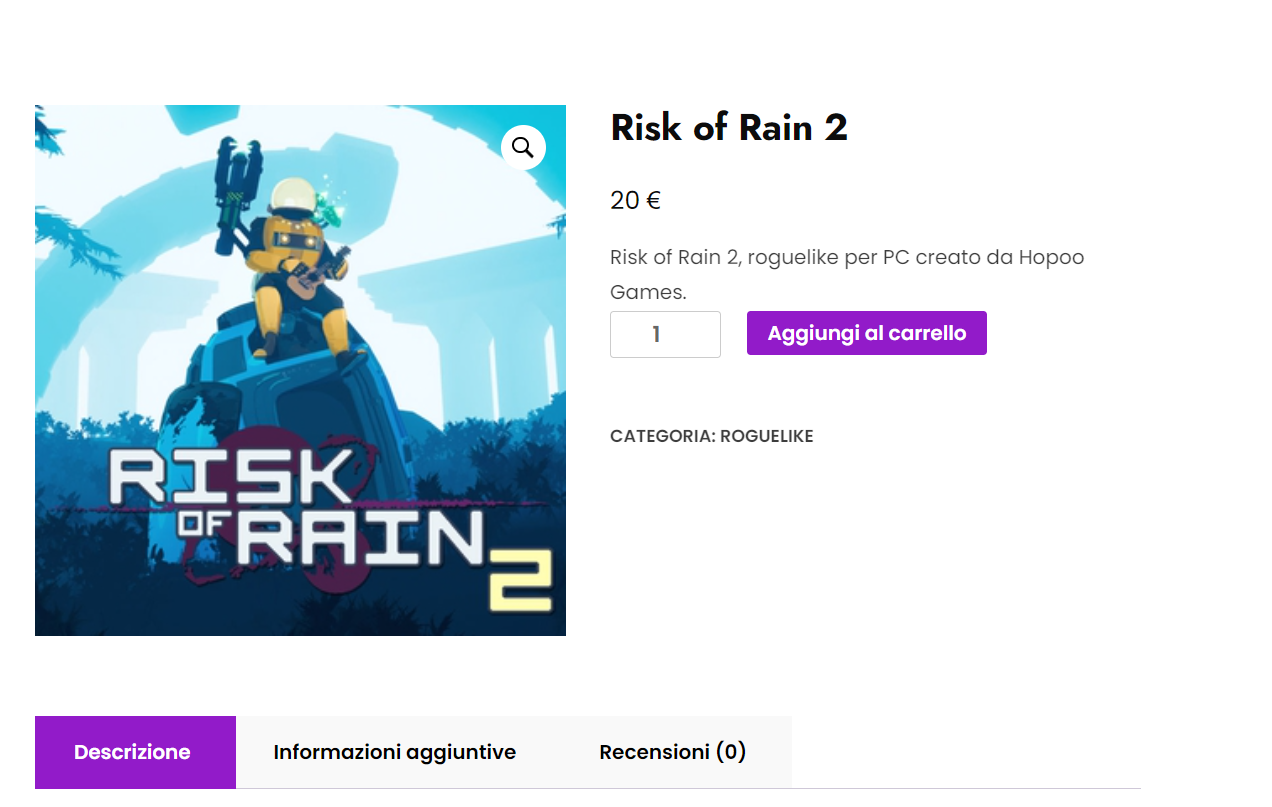 Risk of Rain 2
20 €
Risk of Rain 2, roguelike per PC creato da Hopoo
Games.
1
Aggiungi al carrello
CATEGORIA: ROGUELIKE
RISK
OF RAIN
2
Descrizione
Informazioni aggiuntive
Recensioni (0)